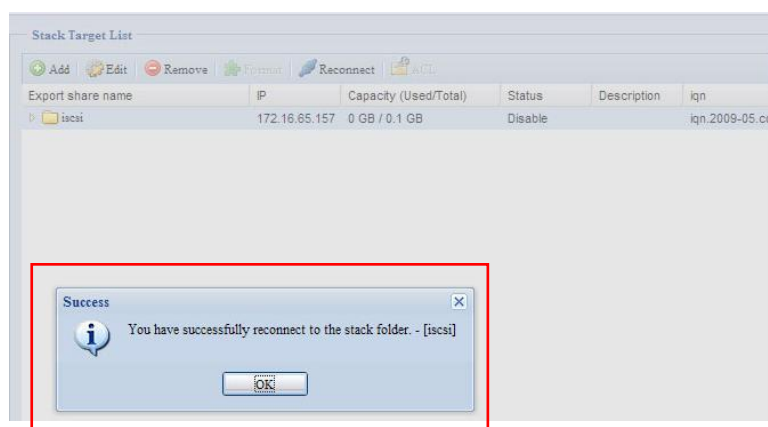 Stack Target List
Add Edit Remove Format Reconnect ACL
Export share name IP Capacity (Used/Total) Status Description iqn
iscsi 172.16.65.157 0 GB / 0.1 GB Disable iqn.2009-05.co
Success
You have successfully reconnect to the stack folder. - [iscsi]
OK